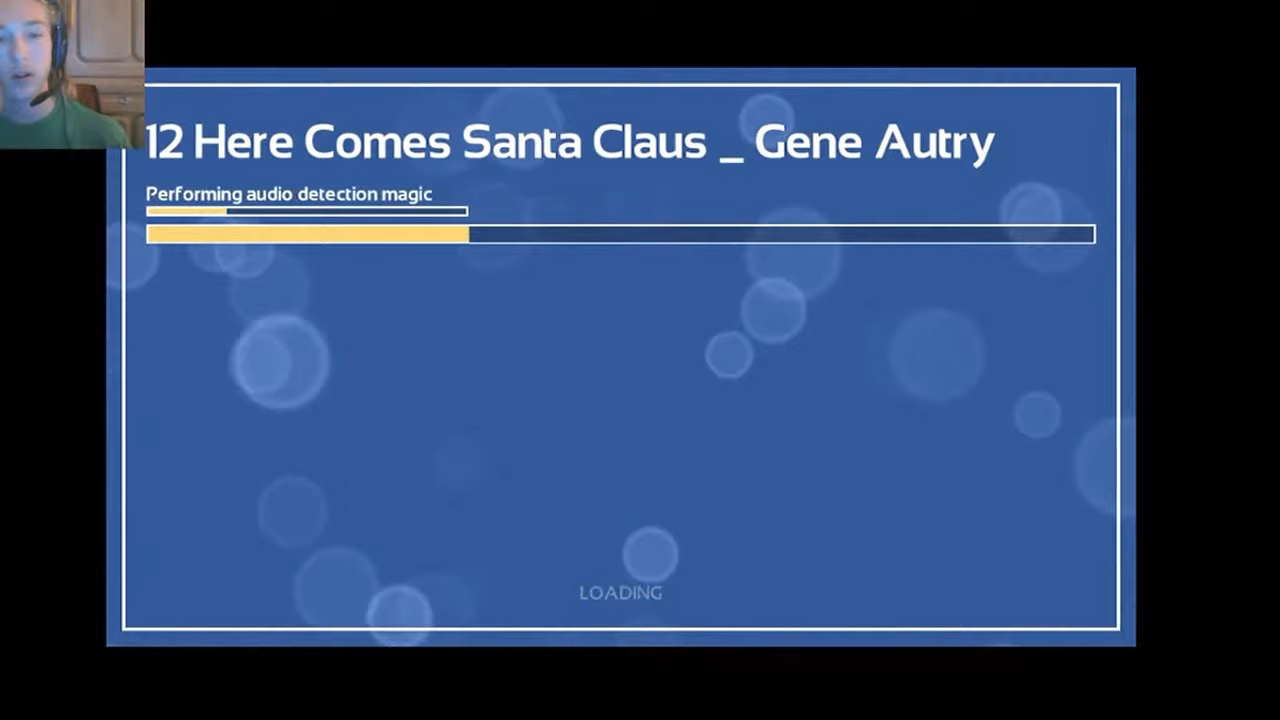 12 Here Comes Santa Claus _ Gene Autry
Performing audio detection magic
LOADING